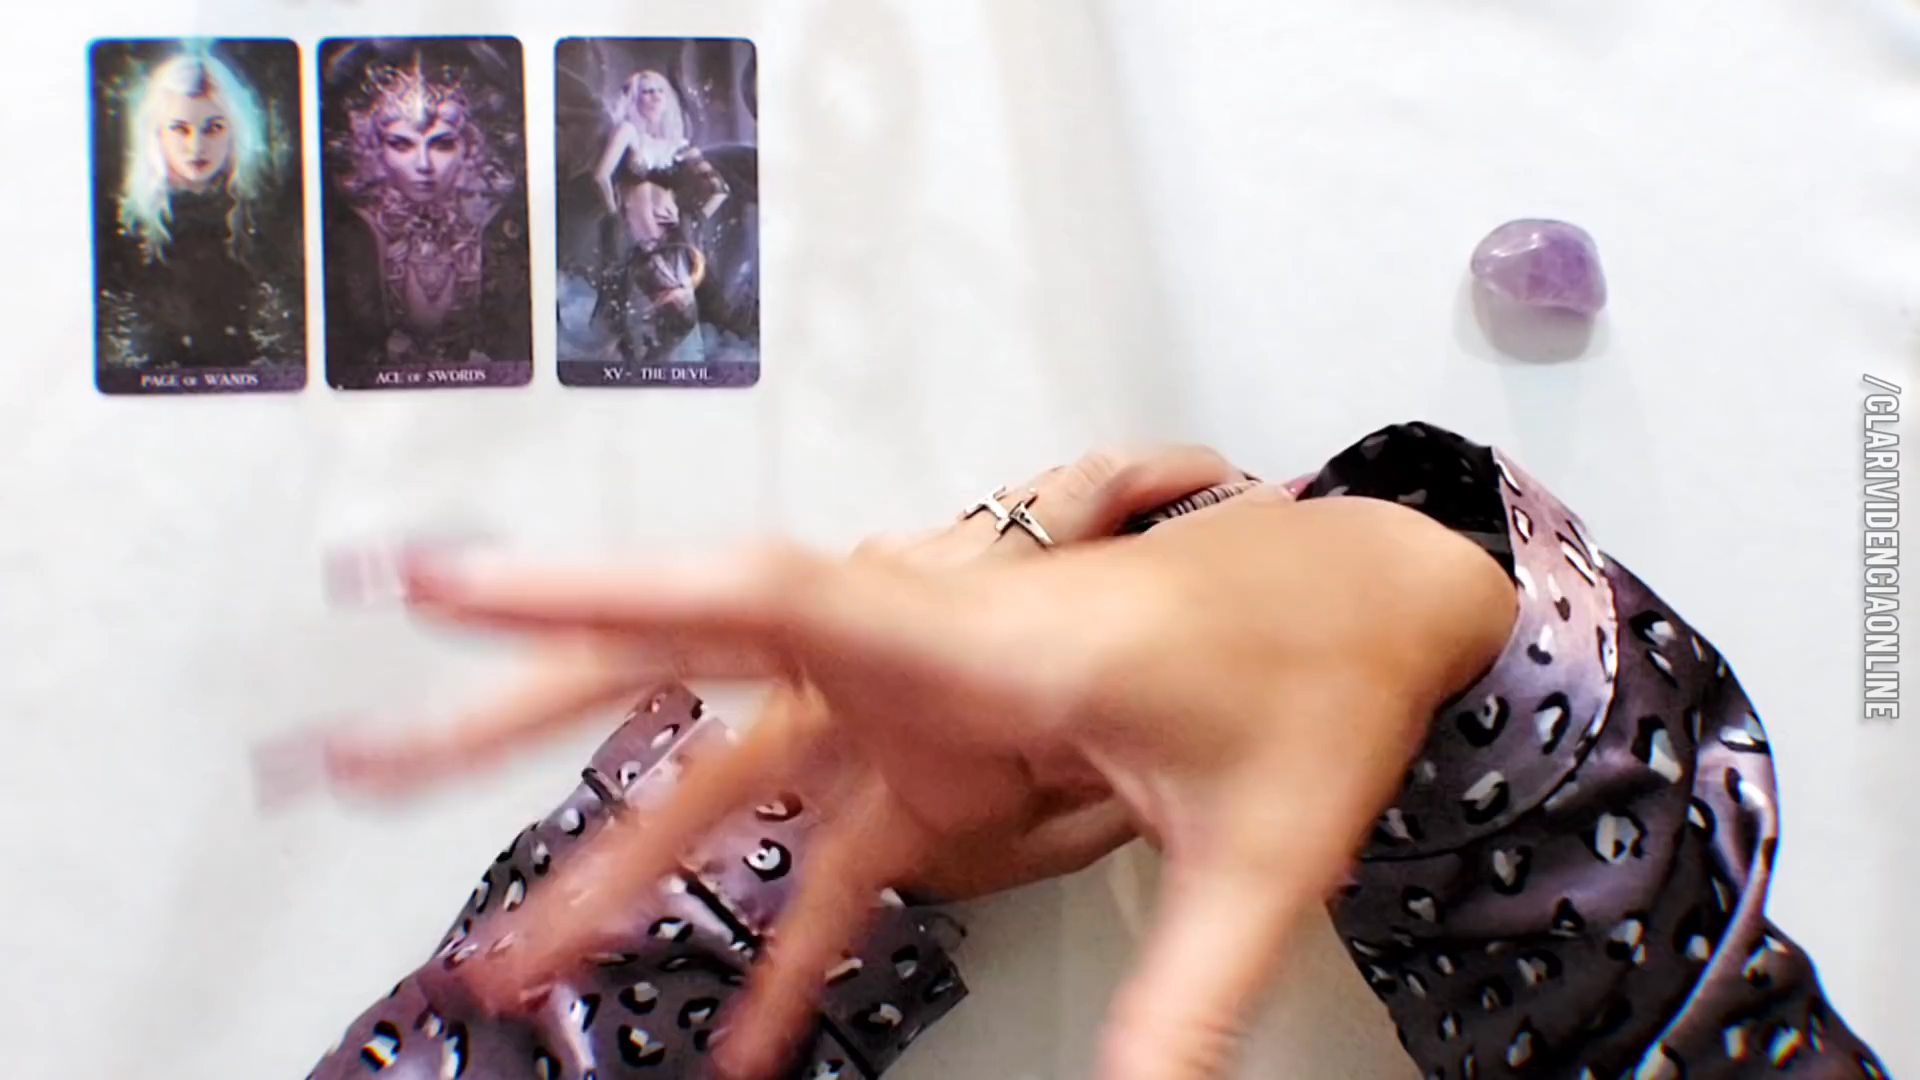 PAGE OF WANDS
ACE OF SWORDS
XV - THE DEVIL
/CLARIVIDENCIAONLINE